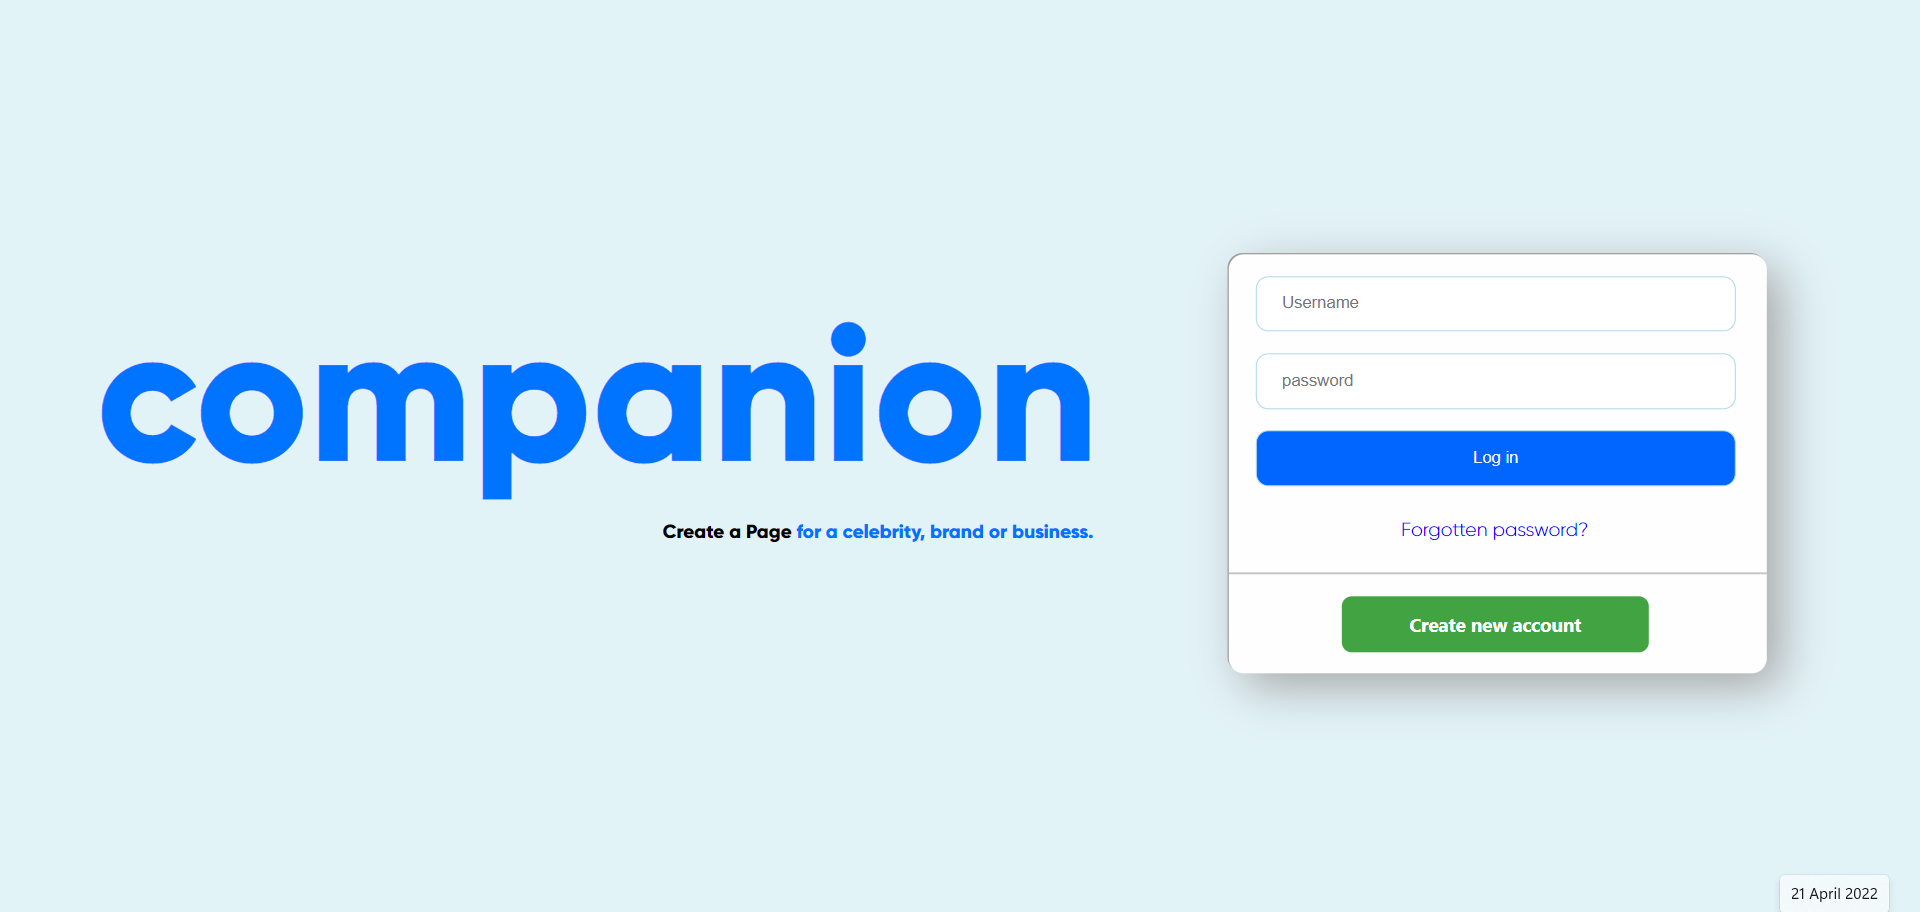 companion
Create a Page for a celebrity, brand or business.
Username
password
Log in
Forgotten password?
Create new account
21 April 2022